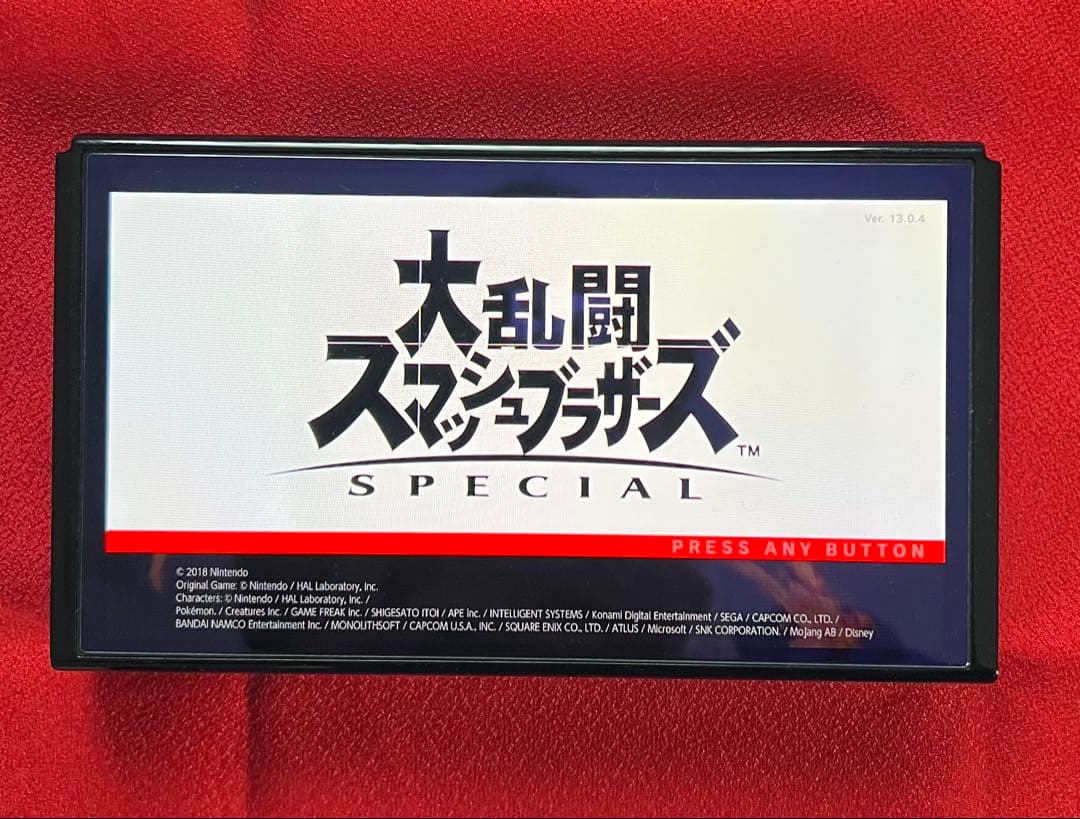 Ver. 13.0.4
大乱闘
スマッシュブラザーズ™
SPECIAL
PRESS ANY BUTTON
© 2018 Nintendo
Original Game: © Nintendo / HAL Laboratory, Inc.
Characters: © Nintendo / HAL Laboratory, Inc. /
Pokémon. / Creatures Inc. / GAME FREAK inc. / SHIGESATO ITOI / APE inc. / INTELLIGENT SYSTEMS / Konami Digital Entertainment / SEGA / CAPCOM CO., LTD. /
BANDAI NAMCO Entertainment Inc. / MONOLITHSOFT / CAPCOM U.S.A., INC. / SQUARE ENIX CO., LTD. / ATLUS / Microsoft / SNK CORPORATION. / Mojang AB / Disney